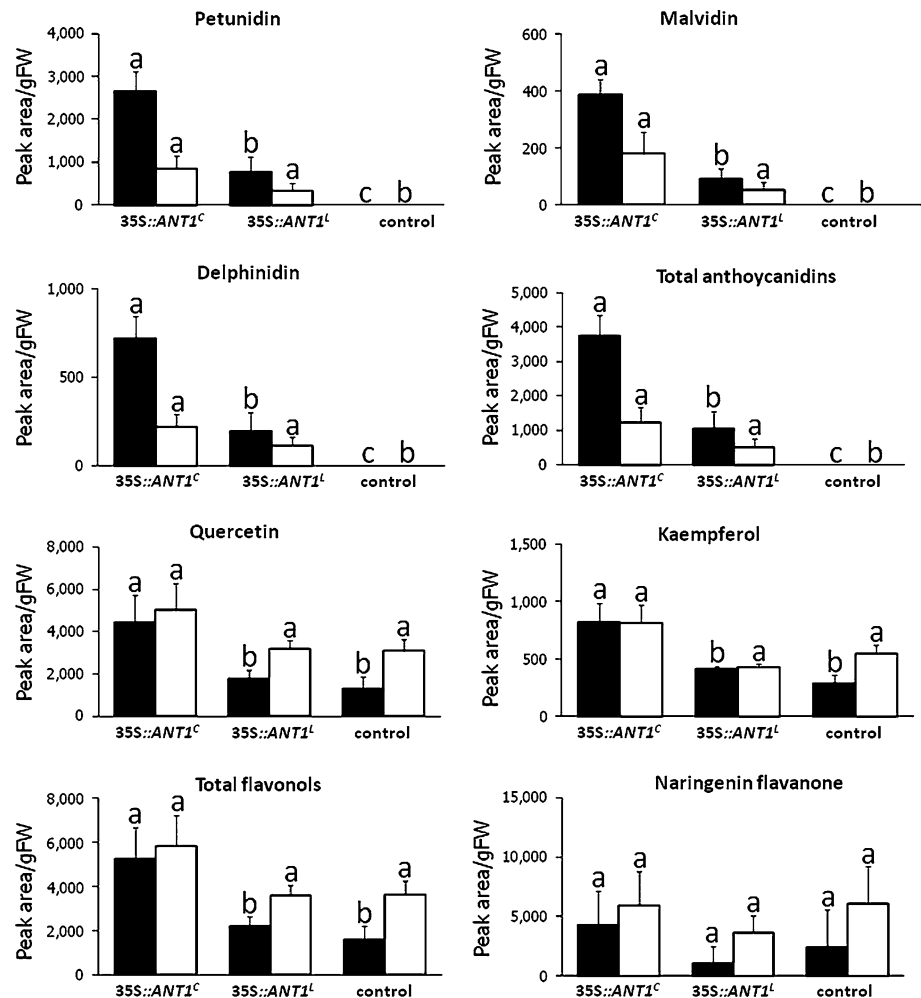 Petunidin
Peak area/gFW
4,000
3,000
2,000
1,000
0
a
a
b
a
c
b
35S::ANT1ᶜ
35S::ANT1ᴸ
control
Malvidin
Peak area/gFW
600
400
200
0
a
a
b
a
c
b
35S::ANT1ᶜ
35S::ANT1ᴸ
control
Delphinidin
Peak area/gFW
1,000
500
0
a
a
b
a
c
b
35S::ANT1ᶜ
35S::ANT1ᴸ
control
Total anthoycanidins
Peak area/gFW
5,000
4,000
3,000
2,000
1,000
0
a
a
b
a
c
b
35S::ANT1ᶜ
35S::ANT1ᴸ
control
Quercetin
Peak area/gFW
8,000
6,000
4,000
2,000
0
a
a
b
a
b
a
35S::ANT1ᶜ
35S::ANT1ᴸ
control
Kaempferol
Peak area/gFW
1,500
1,000
500
0
a
a
b
a
b
a
35S::ANT1ᶜ
35S::ANT1ᴸ
control
Total flavonols
Peak area/gFW
8,000
6,000
4,000
2,000
0
a
a
b
a
b
a
35S::ANT1ᶜ
35S::ANT1ᴸ
control
Naringenin flavanone
Peak area/gFW
15,000
10,000
5,000
0
a
a
a
a
a
a
35S::ANT1ᶜ
35S::ANT1ᴸ
control